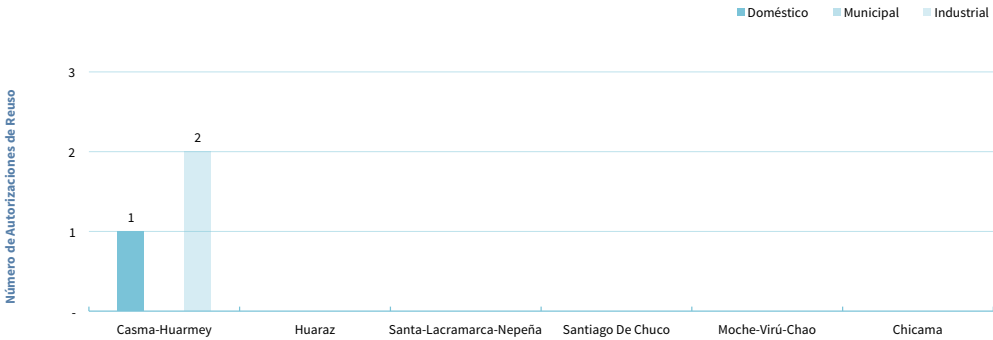 Doméstico Municipal Industrial
Número de Autorizaciones de Reuso
3
2
2
1
1
-
Casma-Huarmey Huaraz Santa-Lacramarca-Nepeña Santiago De Chuco Moche-Virú-Chao Chicama